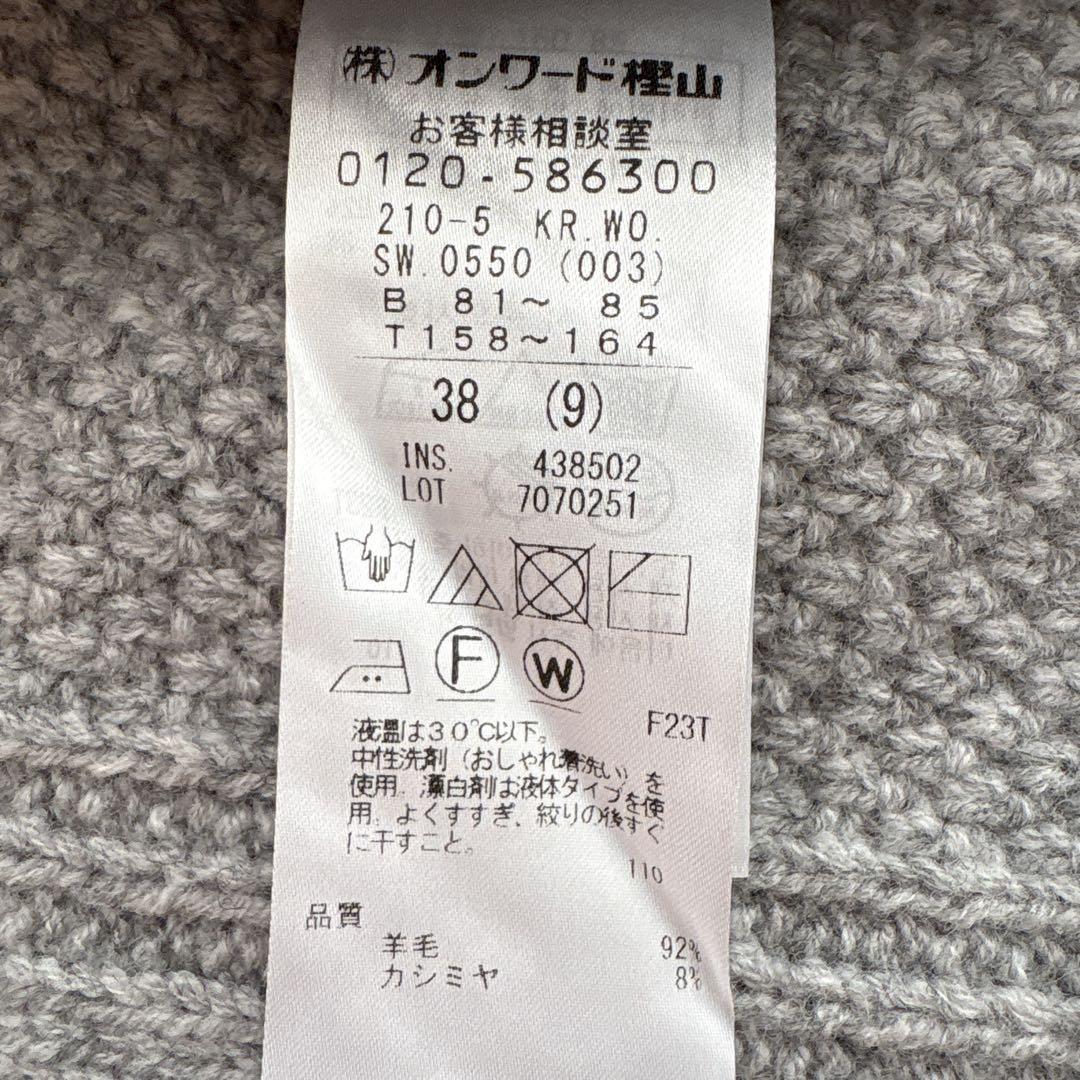 (株)オンワード樫山
お客様相談室
0120-586300
210-5 KR.WO.
SW.0550 (003)
B 81～ 85
T158～164
38 (9)
INS. 438502
LOT 7070251
F
W
F23T
液温は30℃以下。
中性洗剤(おしゃれ着洗い)を
使用.漂白剤は液体タイプを使
用.よくすすぎ、絞りの後すぐ
に干すこと。
110
品質
羊毛 92%
カシミヤ 8%